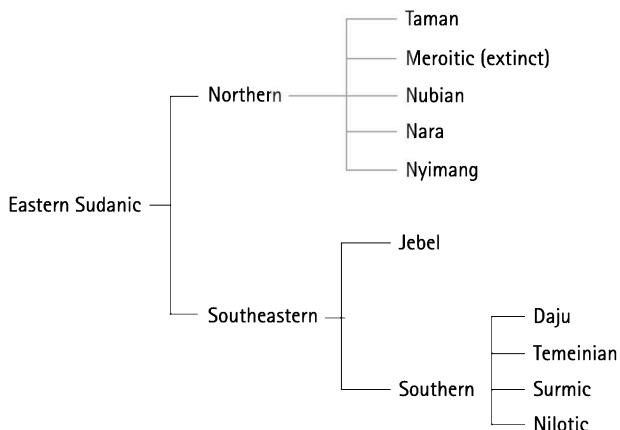 Taman
Meroitic (extinct)
Northern
Nubian
Nara
Nyimang
Eastern Sudanic
Jebel
Southeastern
Daju
Temeinian
Southern
Surmic
Nilotic